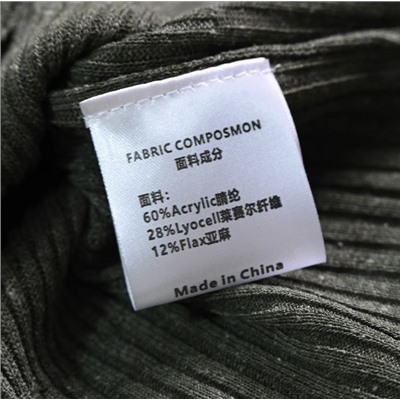 FABRIC COMPOSMON
面料成分
面料:
60%Acrylic腈纶
28%Lyocell莱赛尔纤维
12%Flax亚麻
Made in China